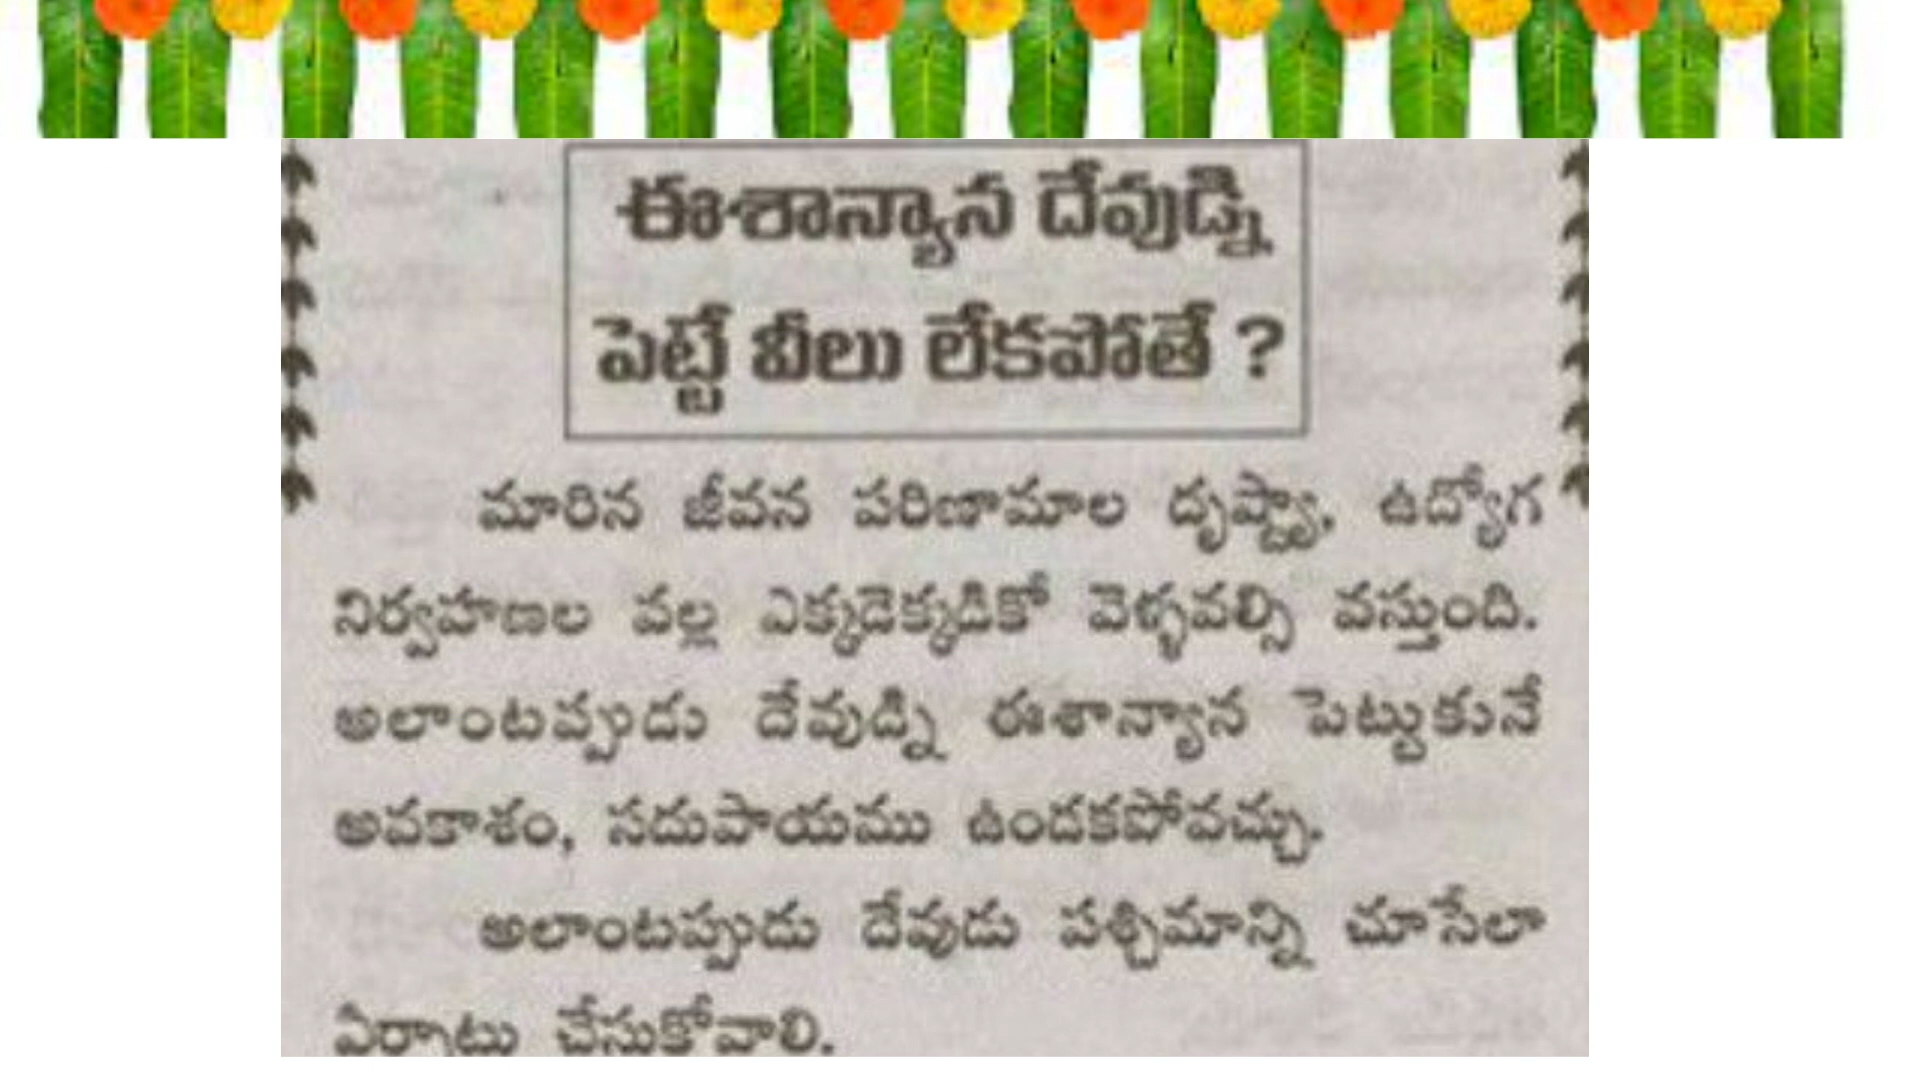 ఈశాన్యాన దేవుడ్ని
పెట్టే వీలు లేకపోతే ?
మారిన జీవన పరిణామాల దృష్ట్యా, ఉద్యోగ
నిర్వహణల వల్ల ఎక్కడెక్కడికో వెళ్ళవల్సి వస్తుంది.
అలాంటప్పుడు దేవుడ్ని ఈశాన్యాన పెట్టుకునే
అవకాశం, సదుపాయము ఉండకపోవచ్చు.
అలాంటప్పుడు దేవుడు పశ్చిమాన్ని చూసేలా
ఏర్పాటు చేసుకోవాలి.